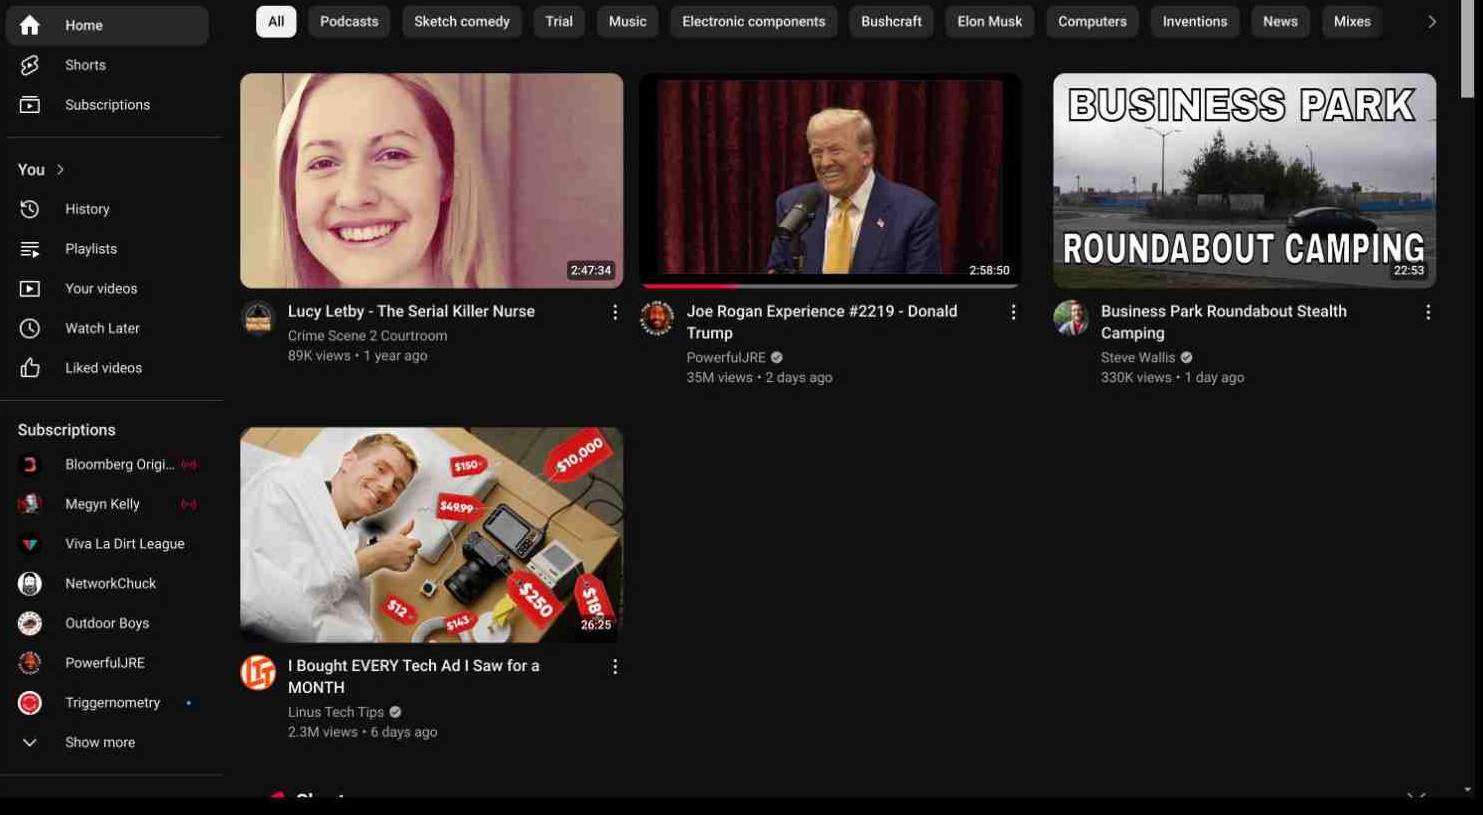 Home
Shorts
Subscriptions
You
History
Playlists
Your videos
Watch Later
Liked videos
Subscriptions
Bloomberg Origi...
Megyn Kelly
Viva La Dirt League
NetworkChuck
Outdoor Boys
PowerfulJRE
Triggernometry
Show more
All
Podcasts
Sketch comedy
Trial
Music
Electronic components
Bushcraft
Elon Musk
Computers
Inventions
News
Mixes
2:47:34
Lucy Letby - The Serial Killer Nurse
Crime Scene 2 Courtroom
89K views • 1 year ago
2:58:50
Joe Rogan Experience #2219 - Donald
Trump
PowerfulJRE
35M views • 2 days ago
BUSINESS PARK
ROUNDABOUT CAMPING
22:53
Business Park Roundabout Stealth
Camping
Steve Wallis
330K views • 1 day ago
$150
$10,000
$49.99
$250
$12
$143
26:25
LTT
I Bought EVERY Tech Ad I Saw for a
MONTH
Linus Tech Tips
2.3M views • 6 days ago